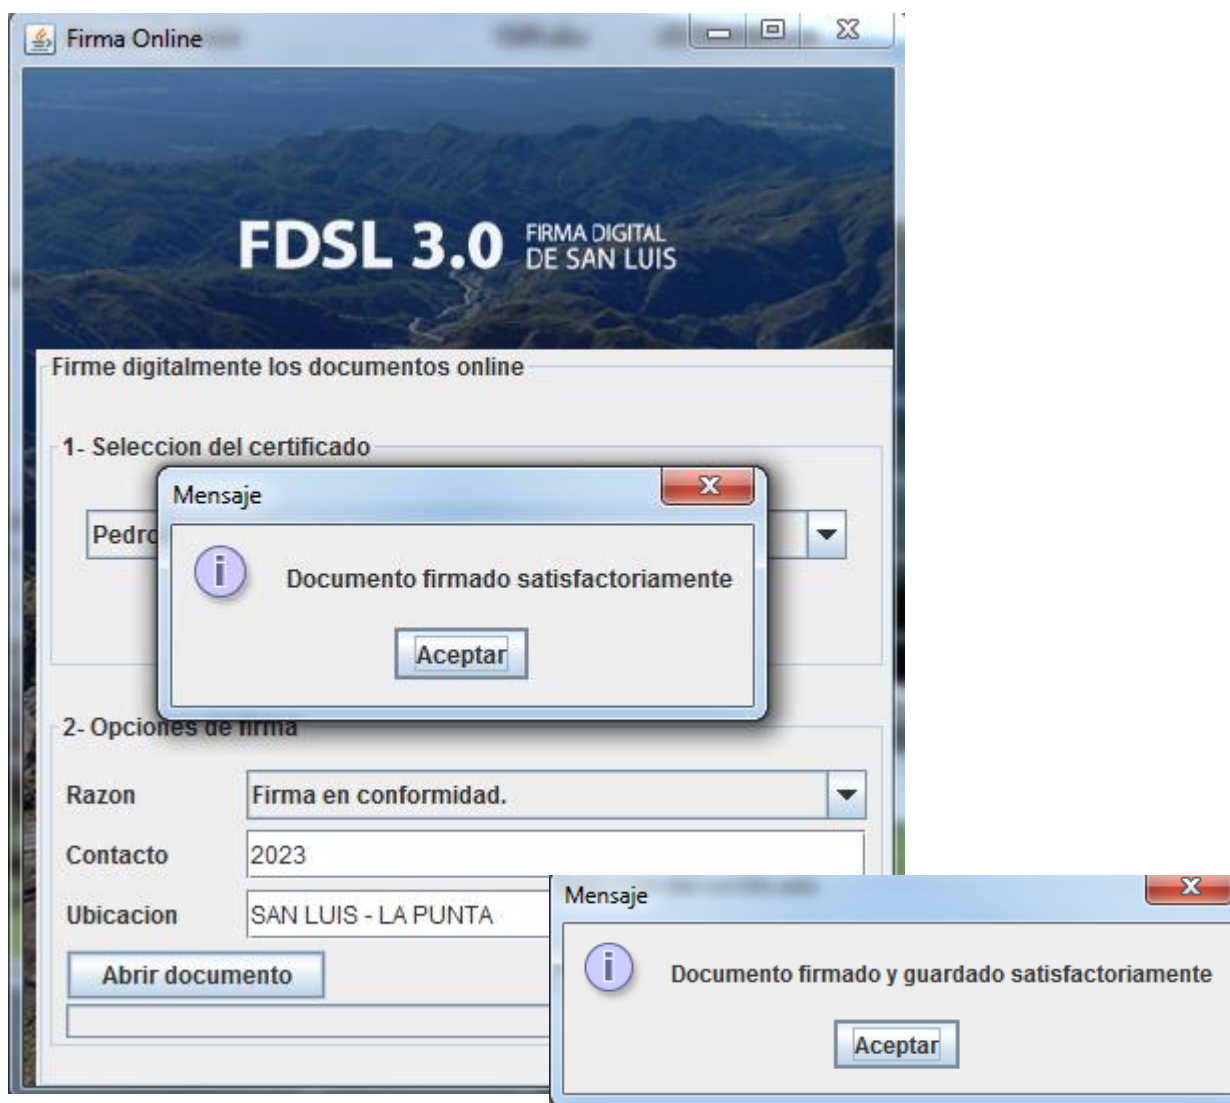 Firma Online
FDSL 3.0 FIRMA DIGITAL
DE SAN LUIS
Firme digitalmente los documentos online
1- Seleccion del certificado
Mensaje
Pedro
Documento firmado satisfactoriamente
Aceptar
2- Opciones de firma
Razon Firma en conformidad.
Contacto 2023
Ubicacion SAN LUIS - LA PUNTA
Abrir documento
Mensaje
Documento firmado y guardado satisfactoriamente
Aceptar